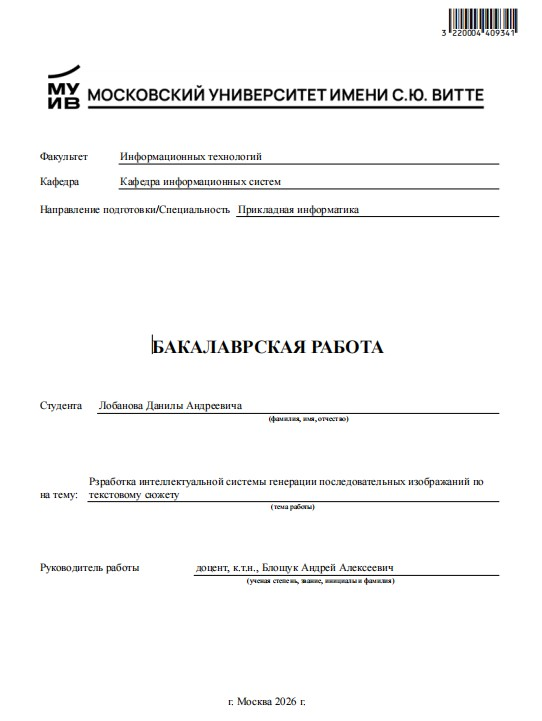 3 220004 409341
МУ
ИВ
МОСКОВСКИЙ УНИВЕРСИТЕТ ИМЕНИ С.Ю. ВИТТЕ
Факультет Информационных технологий
Кафедра Кафедра информационных систем
Направление подготовки/Специальность Прикладная информатика
БАКАЛАВРСКАЯ РАБОТА
Студента Лобанова Данилы Андреевича
(фамилия, имя, отчество)
Рзработка интеллектуальной системы генерации последовательных изображаний по
на тему: текстовому сюжету
(тема работы)
Руководитель работы доцент, к.т.н., Блощук Андрей Алексеевич
(ученая степень, звание, инициалы и фамилия)
г. Москва 2026 г.